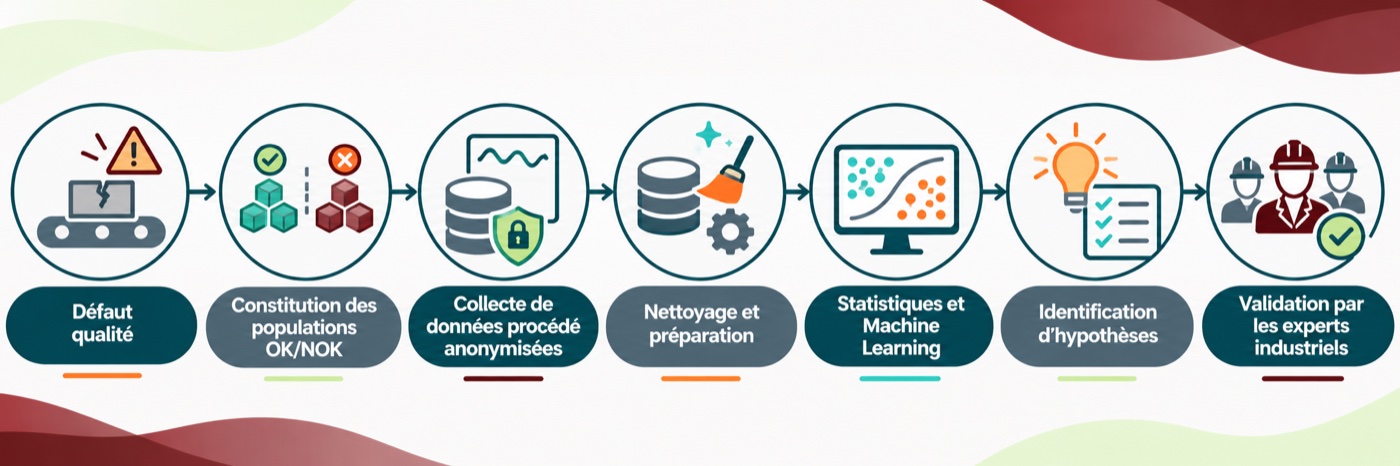 Défaut
qualité
Constitution des
populations
OK/NOK
Collecte de
données procédé
anonymisées
Nettoyage et
préparation
Statistiques et
Machine
Learning
Identification
d’hypothèses
Validation par
les experts
industriels